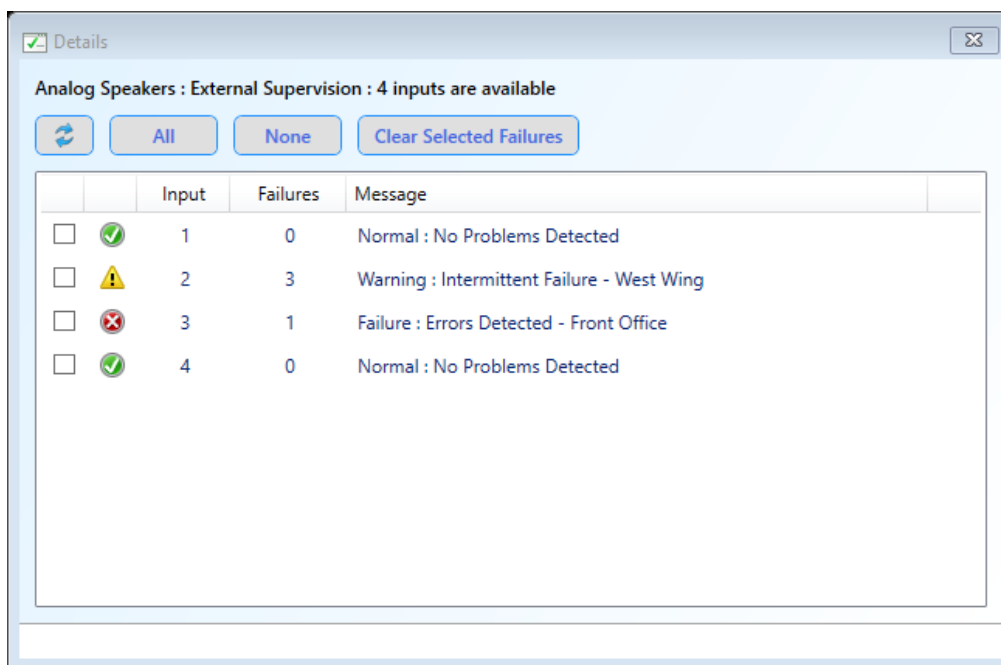 Details
Analog Speakers : External Supervision : 4 inputs are available
All None Clear Selected Failures
Input Failures Message
1 0 Normal : No Problems Detected
2 3 Warning : Intermittent Failure - West Wing
3 1 Failure : Errors Detected - Front Office
4 0 Normal : No Problems Detected